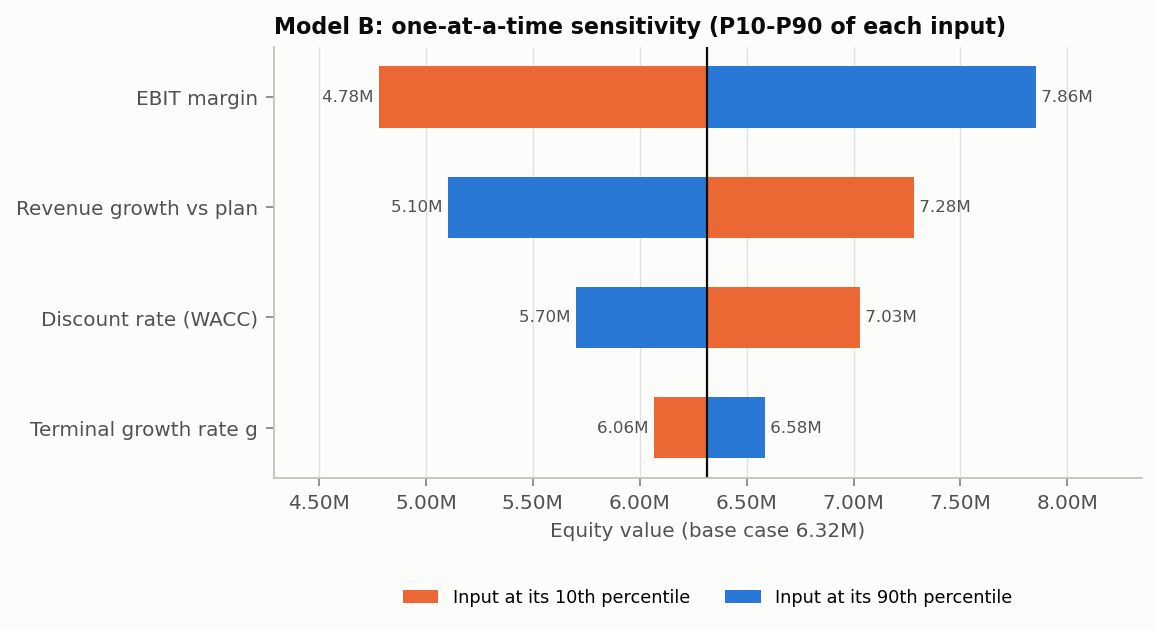 Model B: one-at-a-time sensitivity (P10-P90 of each input)
EBIT margin
4.78M
7.86M
Revenue growth vs plan
5.10M
7.28M
Discount rate (WACC)
5.70M
7.03M
Terminal growth rate g
6.06M
6.58M
4.50M 5.00M 5.50M 6.00M 6.50M 7.00M 7.50M 8.00M
Equity value (base case 6.32M)
Input at its 10th percentile
Input at its 90th percentile